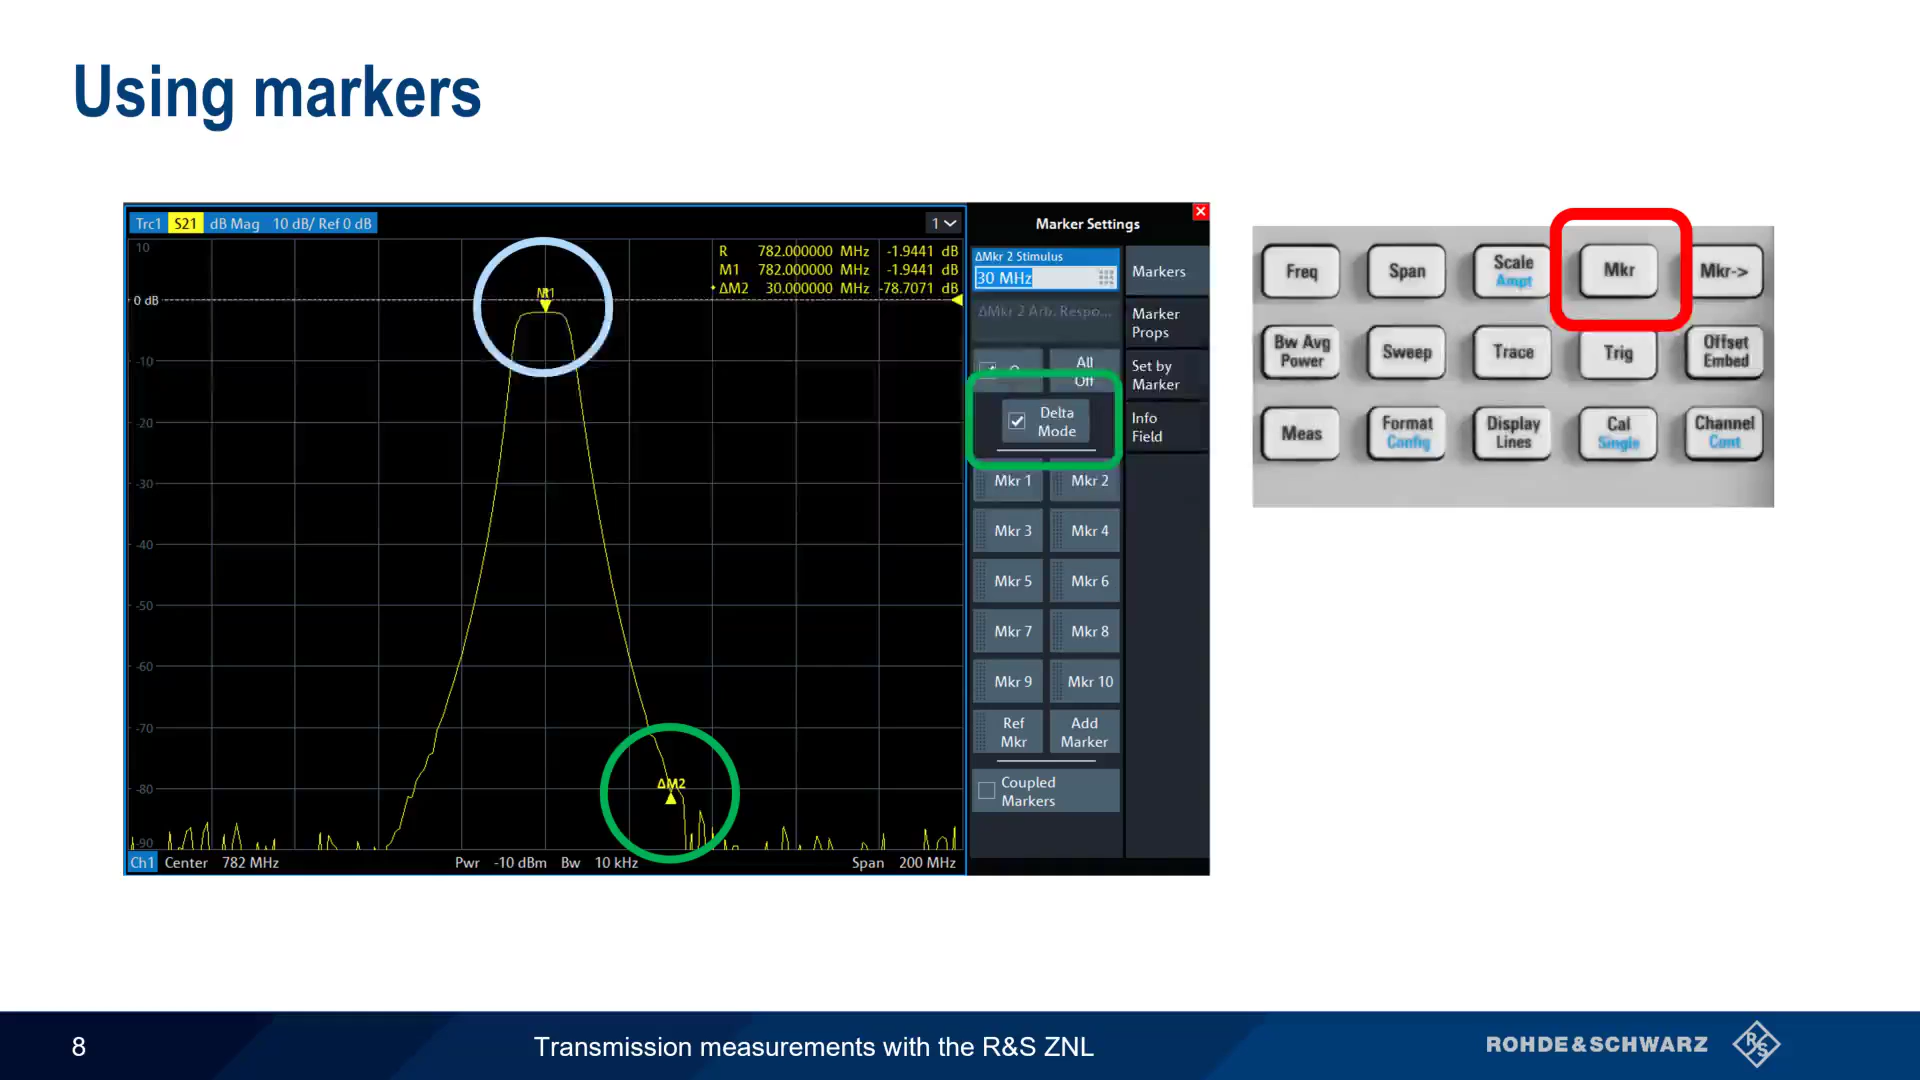 Using markers
Trc1 S21 dB Mag 10 dB/ Ref 0 dB
1
10
0 dB
-10
-20
-30
-40
-50
-60
-70
-80
-90
R 782.000000 MHz -1.9441 dB
M1 782.000000 MHz -1.9441 dB
ΔM2 30.000000 MHz -78.7071 dB
M1
ΔM2
Ch1 Center 782 MHz Pwr -10 dBm Bw 10 kHz Span 200 MHz
Marker Settings
ΔMkr 2 Stimulus
30 MHz
ΔMkr 2 Arb. Respo...
All
Off
Delta
Mode
Mkr 1 Mkr 2
Mkr 3 Mkr 4
Mkr 5 Mkr 6
Mkr 7 Mkr 8
Mkr 9 Mkr 10
Ref
Mkr
Add
Marker
Coupled
Markers
Markers
Marker
Props
Set by
Marker
Info
Field
Freq Span Scale
Ampt Mkr Mkr->
Bw Avg
Power Sweep Trace Trig Offset
Embed
Meas Format
Config Display
Lines Cal
Single Channel
Cont
8
Transmission measurements with the R&S ZNL
ROHDE&SCHWARZ
R
S